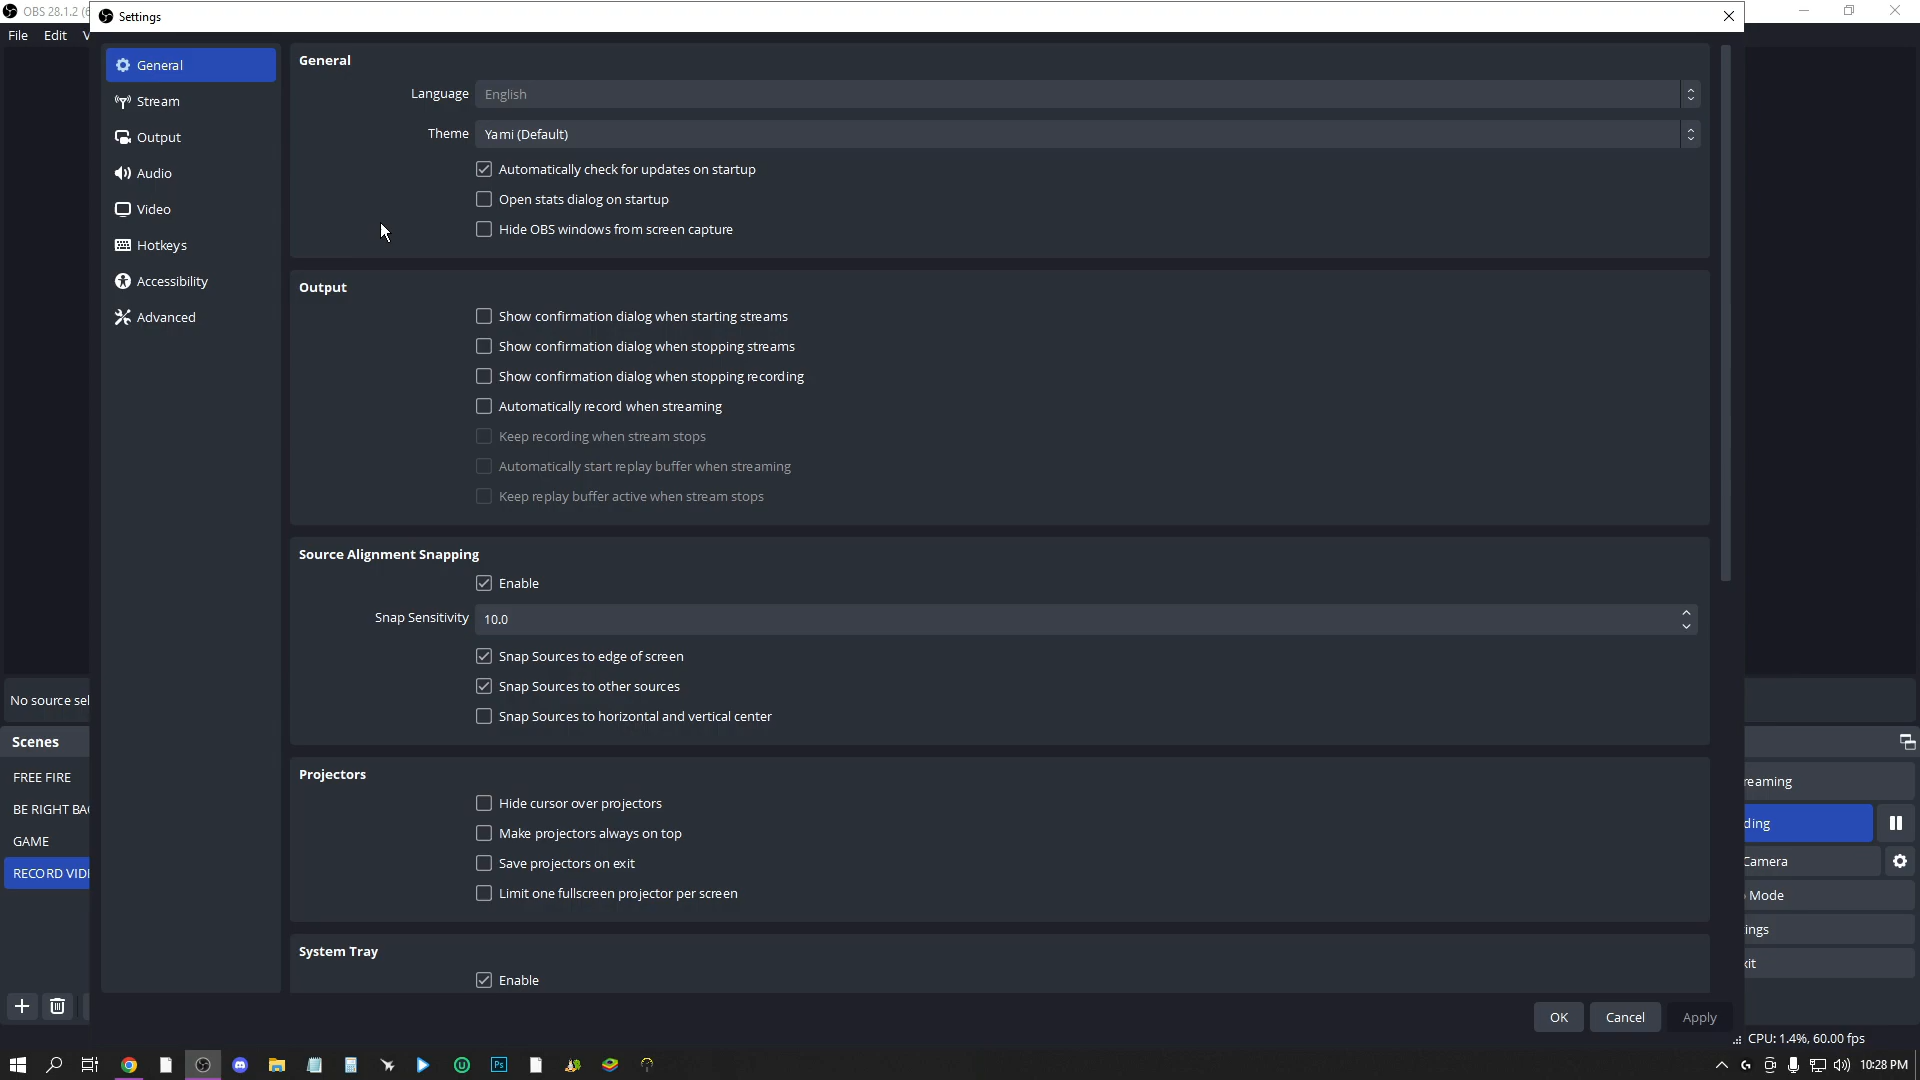 OBS 28.1.2 (6
Settings
File Edit V
General
Stream
Output
Audio
Video
Hotkeys
Accessibility
Advanced
General
Language English
Theme Yami (Default)
Automatically check for updates on startup
Open stats dialog on startup
Hide OBS windows from screen capture
Output
Show confirmation dialog when starting streams
Show confirmation dialog when stopping streams
Show confirmation dialog when stopping recording
Automatically record when streaming
Keep recording when stream stops
Automatically start replay buffer when streaming
Keep replay buffer active when stream stops
Source Alignment Snapping
Enable
Snap Sensitivity 10.0
Snap Sources to edge of screen
Snap Sources to other sources
Snap Sources to horizontal and vertical center
Projectors
Hide cursor over projectors
Make projectors always on top
Save projectors on exit
Limit one fullscreen projector per screen
System Tray
Enable
OK Cancel Apply
No source sel
Scenes
FREE FIRE
BE RIGHT BA
GAME
RECORD VID
reaming
ding
Camera
Mode
ings
xit
CPU: 1.4%, 60.00 fps
Ps
10:28 PM